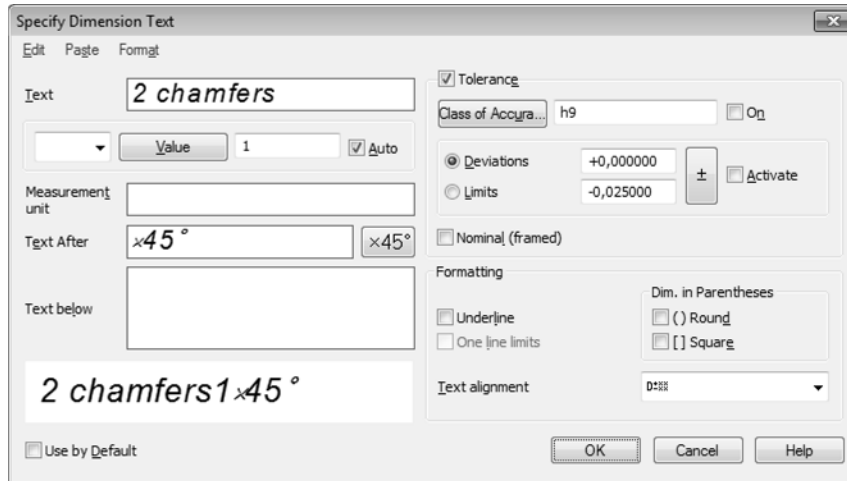 Specify Dimension Text
Edit Paste Format
Text 2 chamfers
Value 1 Auto
Measurement
unit
Text After ×45° ×45°
Text below
2 chamfers1×45°
Use by Default
Tolerance
Class of Accura... h9 On
Deviations +0,000000
Limits -0,025000
± Activate
Nominal (framed)
Formatting
Underline
One line limits
Dim. in Parentheses
( ) Round
[ ] Square
Text alignment
OK Cancel Help